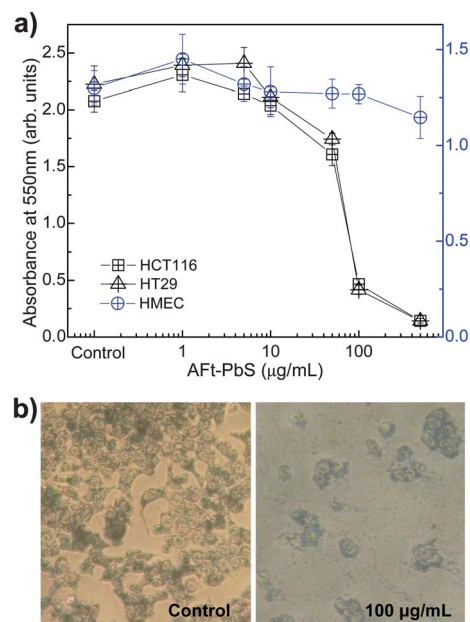 a)
2.5
2.0
1.5
1.0
0.5
0.0
Absorbance at 550nm (arb. units)
1.5
1.0
0.5
0.0
HCT116
HT29
HMEC
Control
1
10
100
AFt-PbS (μg/mL)
b)
Control
100 μg/mL